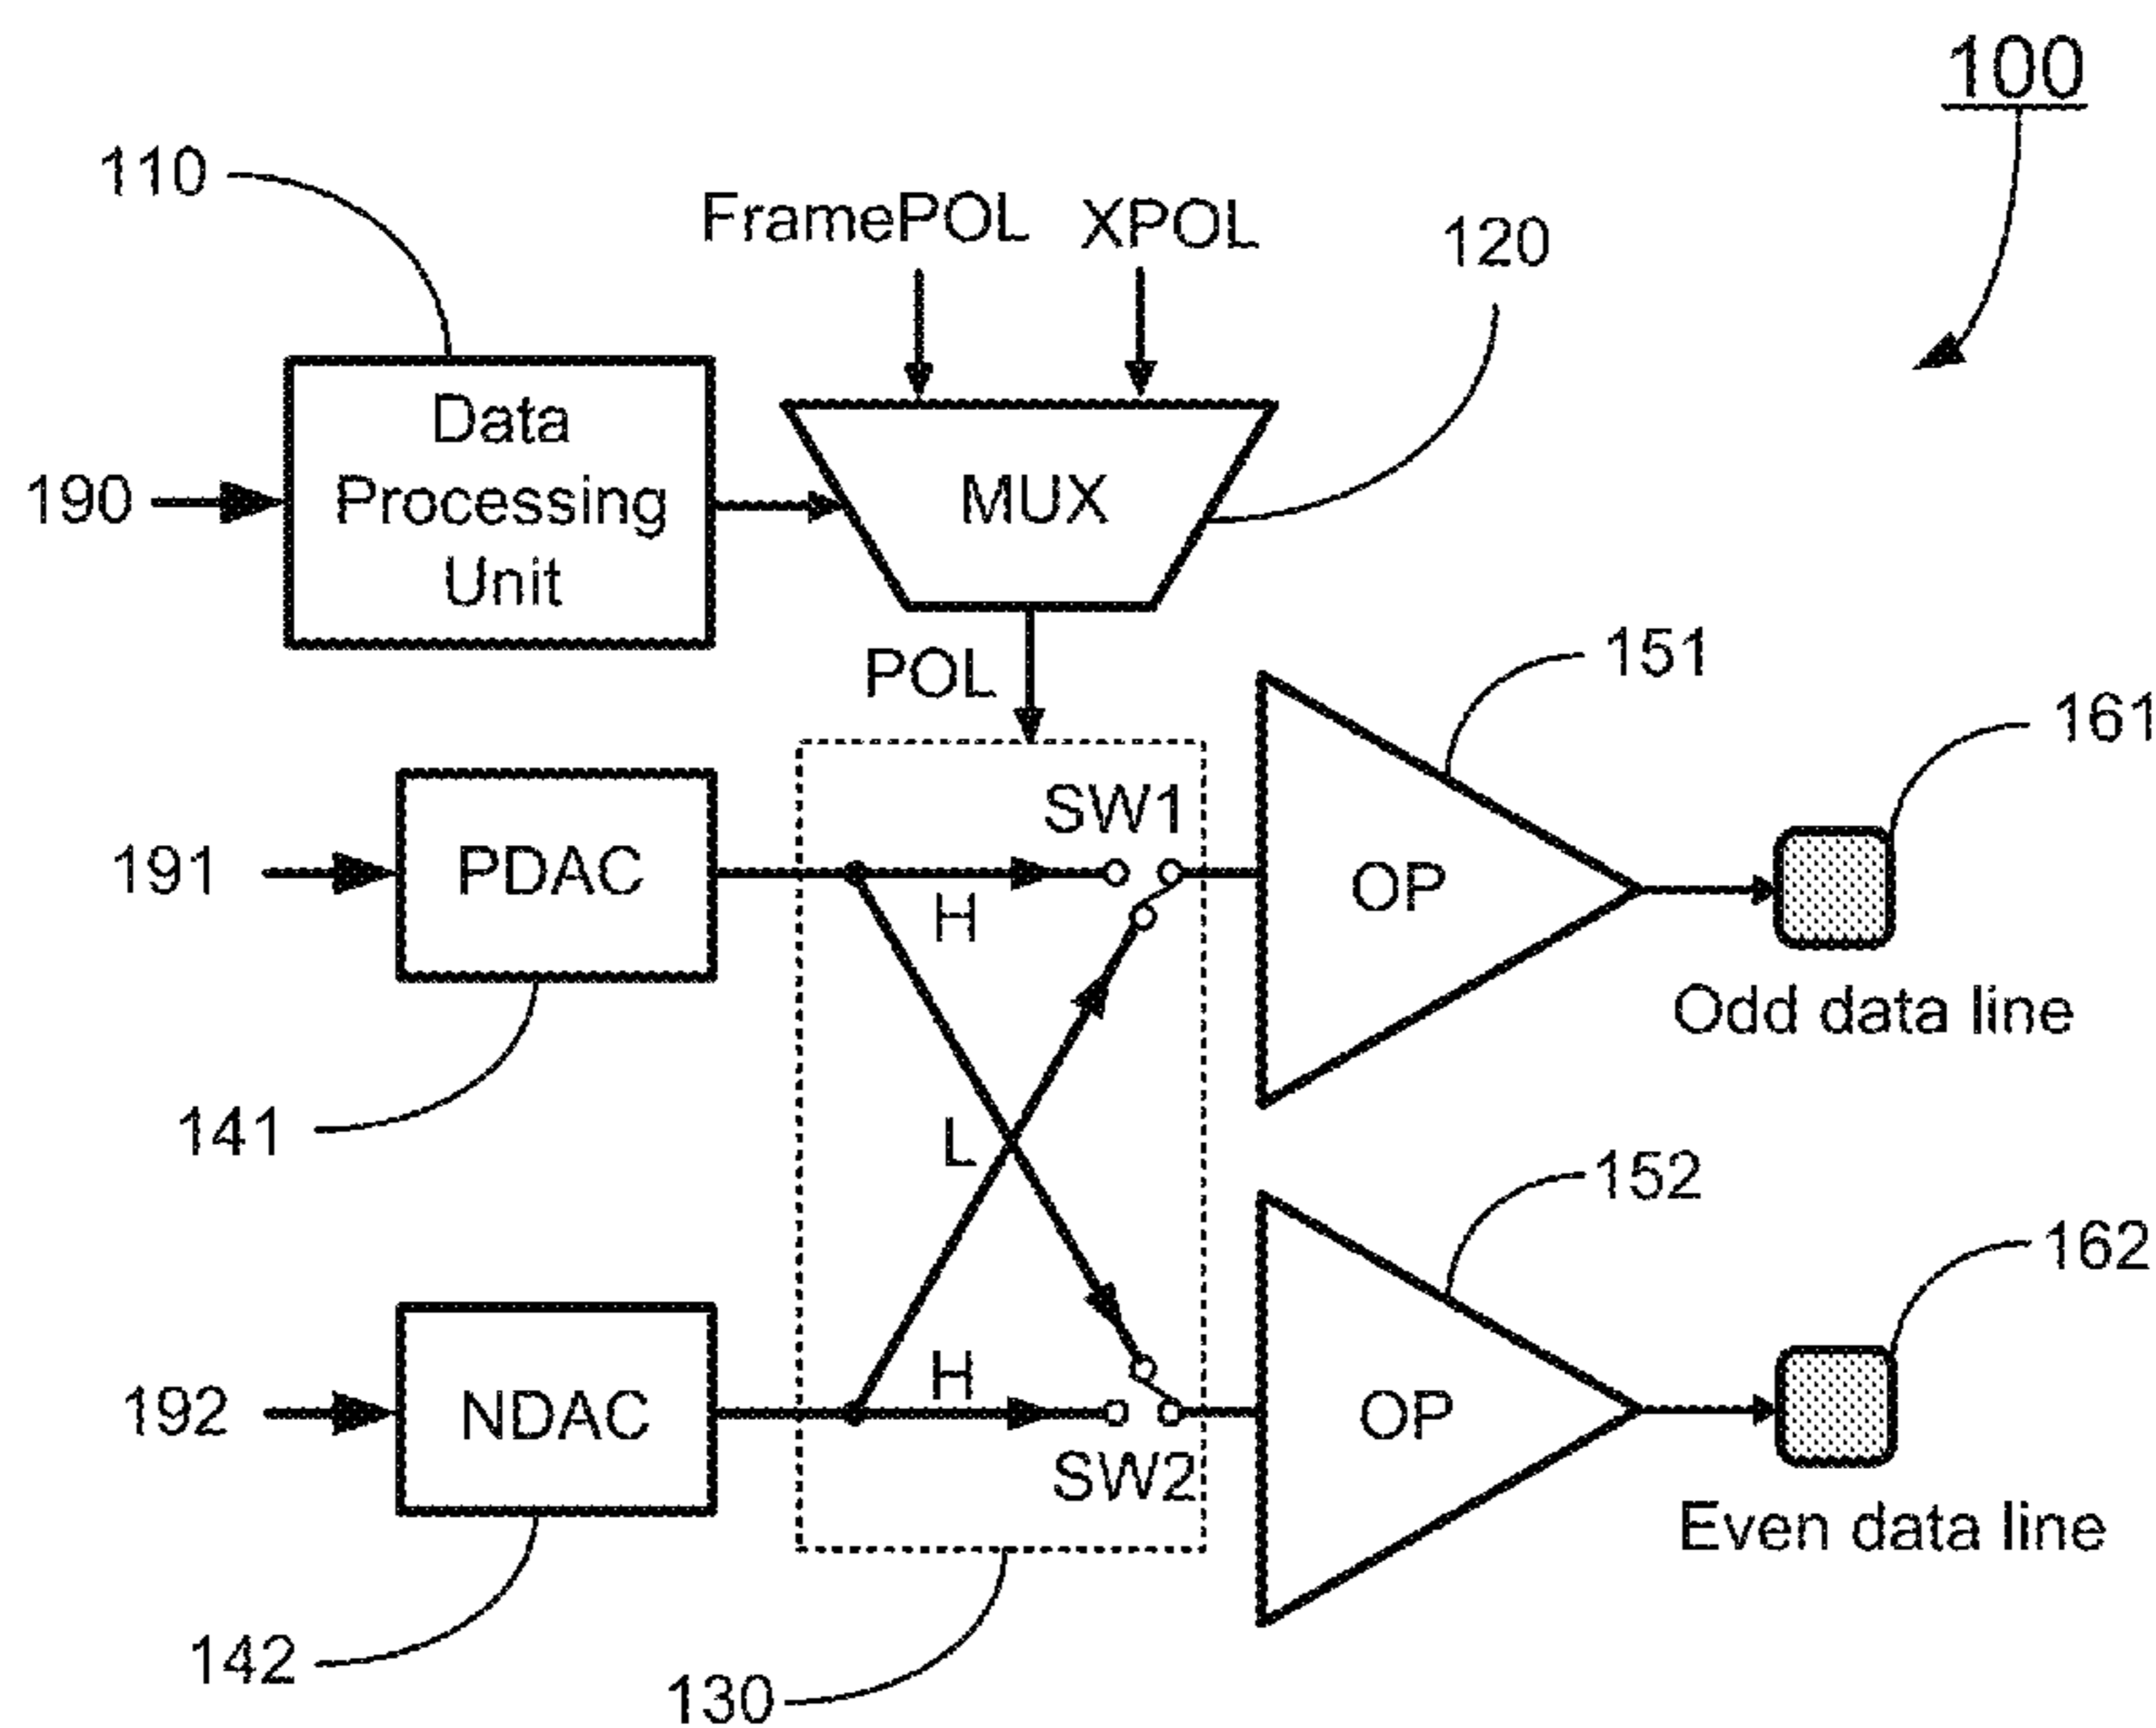 100
110
FramePOL XPOL
120
190
Data
Processing
Unit
MUX
POL
151
161
191
PDAC
SW1
H
OP
Odd data line
141
L
152
162
192
NDAC
H
SW2
OP
Even data line
142
130